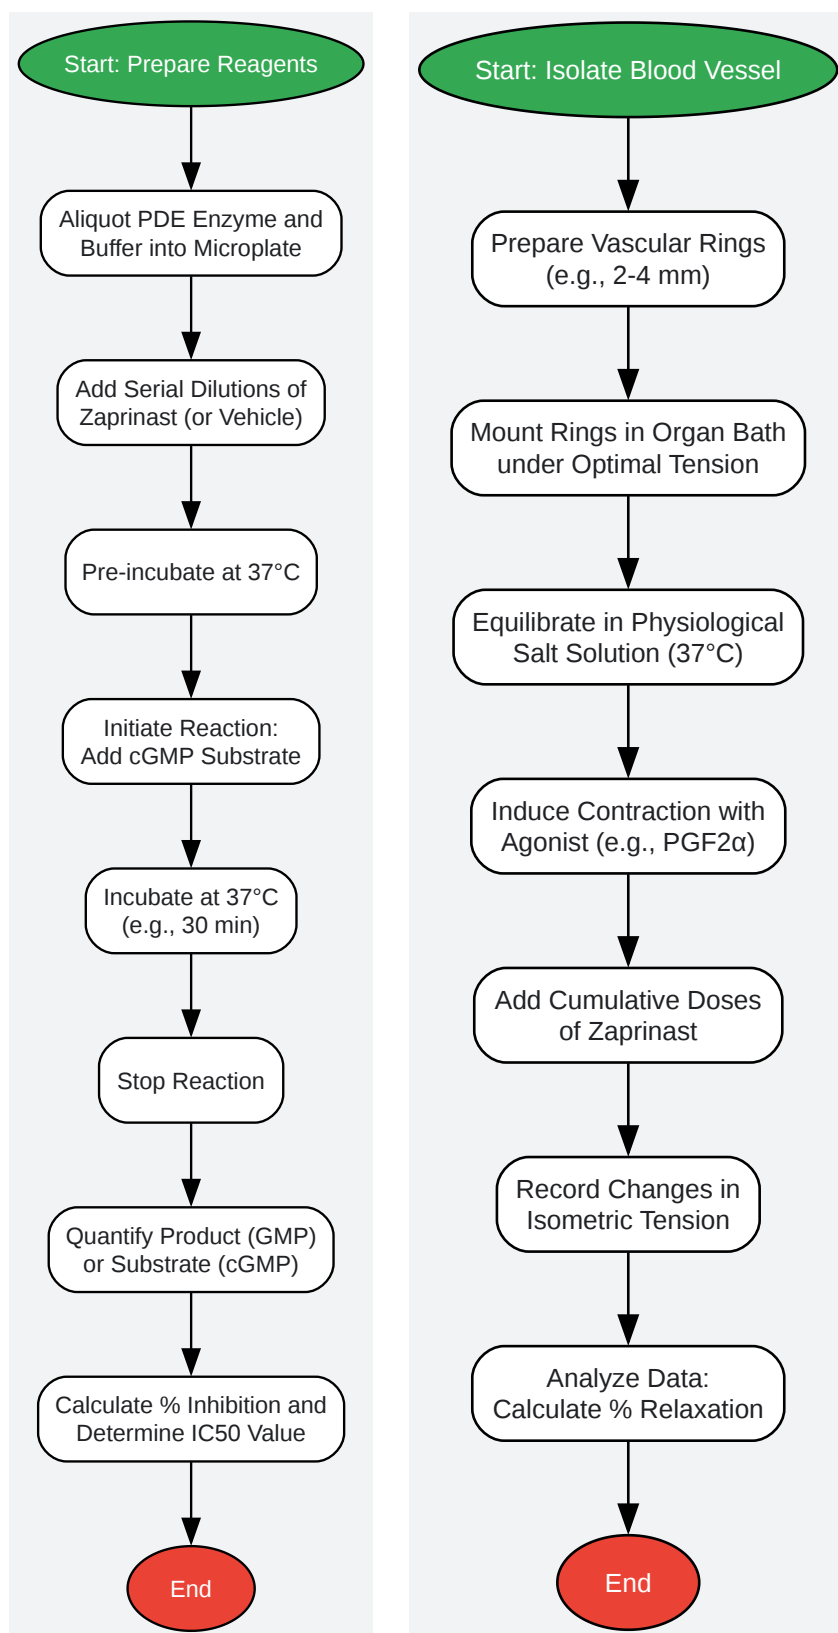 Start: Prepare Reagents
Aliquot PDE Enzyme and
Buffer into Microplate
Add Serial Dilutions of
Zaprinast (or Vehicle)
Pre-incubate at 37°C
Initiate Reaction:
Add cGMP Substrate
Incubate at 37°C
(e.g., 30 min)
Stop Reaction
Quantify Product (GMP)
or Substrate (cGMP)
Calculate % Inhibition and
Determine IC50 Value
End
Start: Isolate Blood Vessel
Prepare Vascular Rings
(e.g., 2-4 mm)
Mount Rings in Organ Bath
under Optimal Tension
Equilibrate in Physiological
Salt Solution (37°C)
Induce Contraction with
Agonist (e.g., PGF2α)
Add Cumulative Doses
of Zaprinast
Record Changes in
Isometric Tension
Analyze Data:
Calculate % Relaxation
End